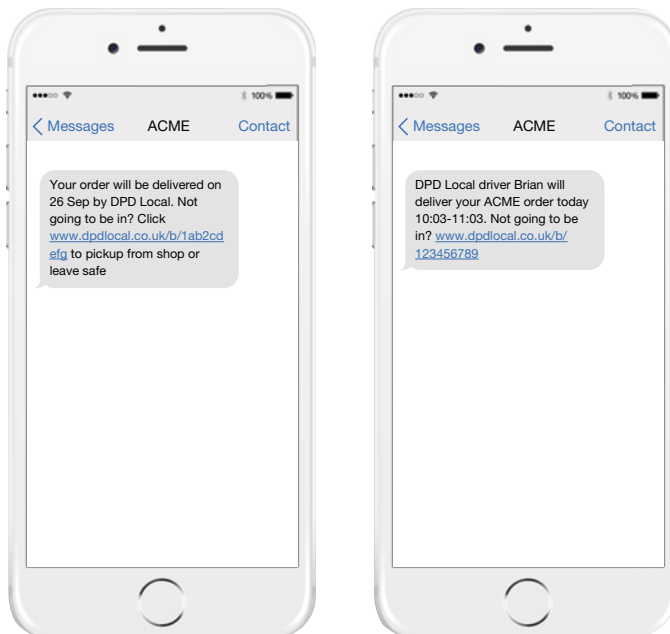 100%
Messages ACME Contact
Your order will be delivered on
26 Sep by DPD Local. Not
going to be in? Click
www.dpdlocal.co.uk/b/1ab2cd
efg to pickup from shop or
leave safe
100%
Messages ACME Contact
DPD Local driver Brian will
deliver your ACME order today
10:03-11:03. Not going to be
in? www.dpdlocal.co.uk/b/
123456789